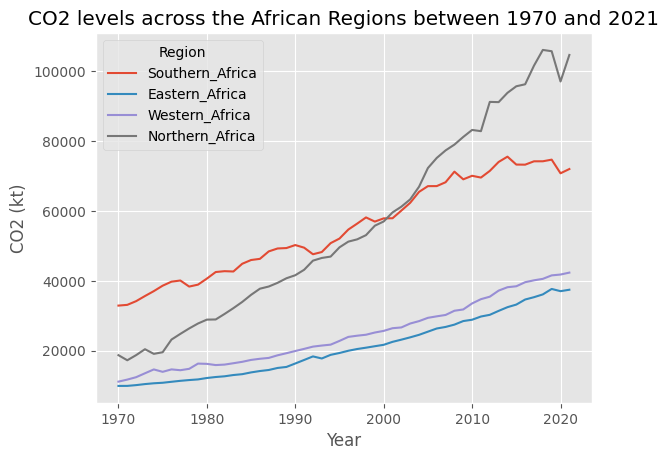 CO2 levels across the African Regions between 1970 and 2021
Region
Southern_Africa
Eastern_Africa
Western_Africa
Northern_Africa
100000
80000
60000
40000
20000
CO2 (kt)
1970 1980 1990 2000 2010 2020
Year